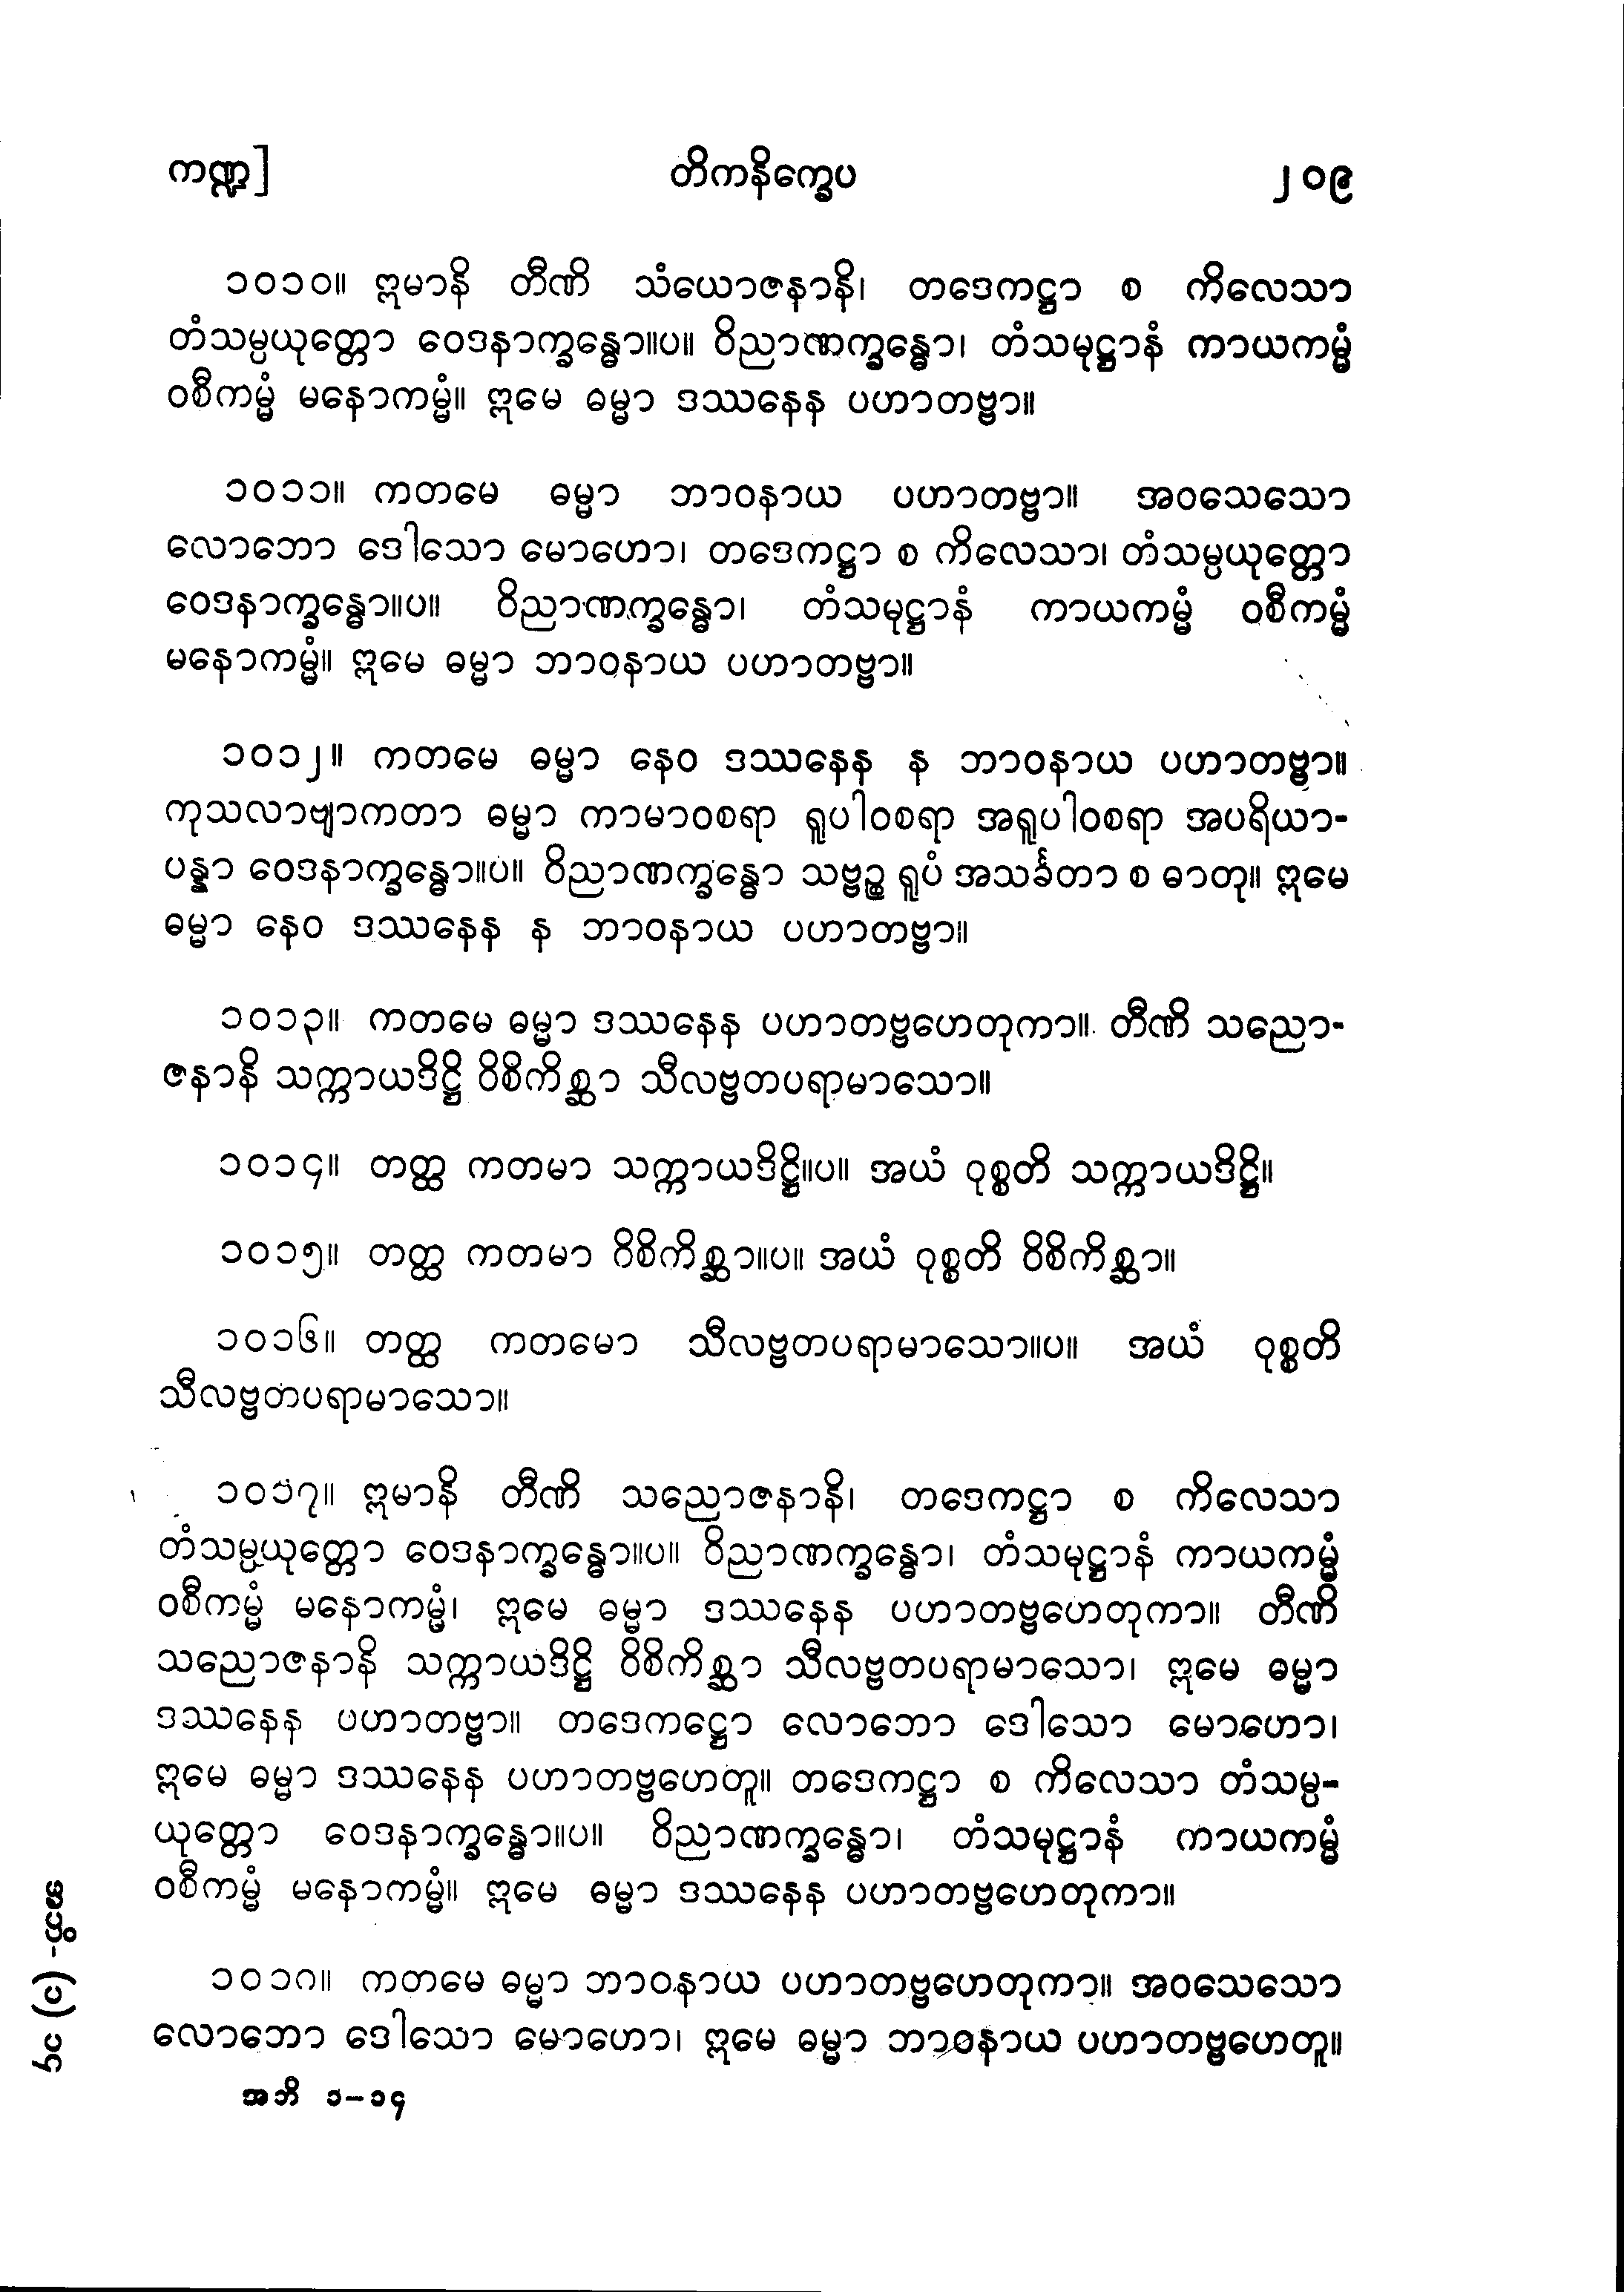 ကဏ္ဍ] တိကနိက္ခေပ ၂၀၉
၁၀၁၀။ ဣမာနိ တီဏိ သံယောဇနာနိ၊ တဒေကဋ္ဌာ စ ကိလေသာ
တံသမ္ပယုတ္တော ဝေဒနာက္ခန္ဓော။ပ။ ဝိညာဏက္ခန္ဓော၊ တံသမုဋ္ဌာနံ ကာယကမ္မံ
ဝစီကမ္မံ မနောကမ္မံ။ ဣမေ ဓမ္မာ ဒဿနေန ပဟာတဗ္ဗာ။
၁၀၁၁။ ကတမေ ဓမ္မာ ဘာဝနာယ ပဟာတဗ္ဗာ။ အဝသေသော
လောဘော ဒေါသော မောဟော၊ တဒေကဋ္ဌာ စ ကိလေသာ၊ တံသမ္ပယုတ္တော
ဝေဒနာက္ခန္ဓော။ပ။ ဝိညာဏက္ခန္ဓော၊ တံသမုဋ္ဌာနံ ကာယကမ္မံ ဝစီကမ္မံ
မနောကမ္မံ။ ဣမေ ဓမ္မာ ဘာဝနာယ ပဟာတဗ္ဗာ။
၁၀၁၂။ ကတမေ ဓမ္မာ နေဝ ဒဿနေန န ဘာဝနာယ ပဟာတဗ္ဗာ။
ကုသလာဗျာကတာ ဓမ္မာ ကာမာဝစရာ ရူပါဝစရာ အရူပါဝစရာ အပရိယာ-
ပန္နာ ဝေဒနာက္ခန္ဓော။ပ။ ဝိညာဏက္ခန္ဓော သဗ္ဗဉ္စ ရူပံ အသင်္ခတာ စ ဓာတု။ ဣမေ
ဓမ္မာ နေဝ ဒဿနေန န ဘာဝနာယ ပဟာတဗ္ဗာ။
၁၀၁၃။ ကတမေ ဓမ္မာ ဒဿနေန ပဟာတဗ္ဗဟေတုကာ။ တီဏိ သညော-
ဇနာနိ သက္ကာယဒိဋ္ဌိ ဝိစိကိစ္ဆာ သီလဗ္ဗတပရာမာသော။
၁၀၁၄။ တတ္ထ ကတမာ သက္ကာယဒိဋ္ဌိ။ပ။ အယံ ဝုစ္စတိ သက္ကာယဒိဋ္ဌိ။
၁၀၁၅။ တတ္ထ ကတမာ ဝိစိကိစ္ဆာ။ပ။ အယံ ဝုစ္စတိ ဝိစိကိစ္ဆာ။
၁၀၁၆။ တတ္ထ ကတမော သီလဗ္ဗတပရာမာသော။ပ။ အယံ ဝုစ္စတိ
သီလဗ္ဗတပရာမာသော။
၁၀၁၇။ ဣမာနိ တီဏိ သညောဇနာနိ၊ တဒေကဋ္ဌာ စ ကိလေသာ
တံသမ္ပယုတ္တော ဝေဒနာက္ခန္ဓော။ပ။ ဝိညာဏက္ခန္ဓော၊ တံသမုဋ္ဌာနံ ကာယကမ္မံ
ဝစီကမ္မံ မနောကမ္မံ၊ ဣမေ ဓမ္မာ ဒဿနေန ပဟာတဗ္ဗဟေတုကာ။ တီဏိ
သညောဇနာနိ သက္ကာယဒိဋ္ဌိ ဝိစိကိစ္ဆာ သီလဗ္ဗတပရာမာသော၊ ဣမေ ဓမ္မာ
ဒဿနေန ပဟာတဗ္ဗာ။ တဒေကဋ္ဌော လောဘော ဒေါသော မောဟော၊
ဣမေ ဓမ္မာ ဒဿနေန ပဟာတဗ္ဗဟေတူ။ တဒေကဋ္ဌာ စ ကိလေသာ တံသမ္ပ-
ယုတ္တော ဝေဒနာက္ခန္ဓော။ပ။ ဝိညာဏက္ခန္ဓော၊ တံသမုဋ္ဌာနံ ကာယကမ္မံ
ဝစီကမ္မံ မနောကမ္မံ။ ဣမေ ဓမ္မာ ဒဿနေန ပဟာတဗ္ဗဟေတုကာ။
၁၀၁၈။ ကတမေ ဓမ္မာ ဘာဝနာယ ပဟာတဗ္ဗဟေတုကာ။ အဝသေသော
လောဘော ဒေါသော မောဟော၊ ဣမေ ဓမ္မာ ဘာဝနာယ ပဟာတဗ္ဗဟေတူ။
အဘိ ၁-၁၄